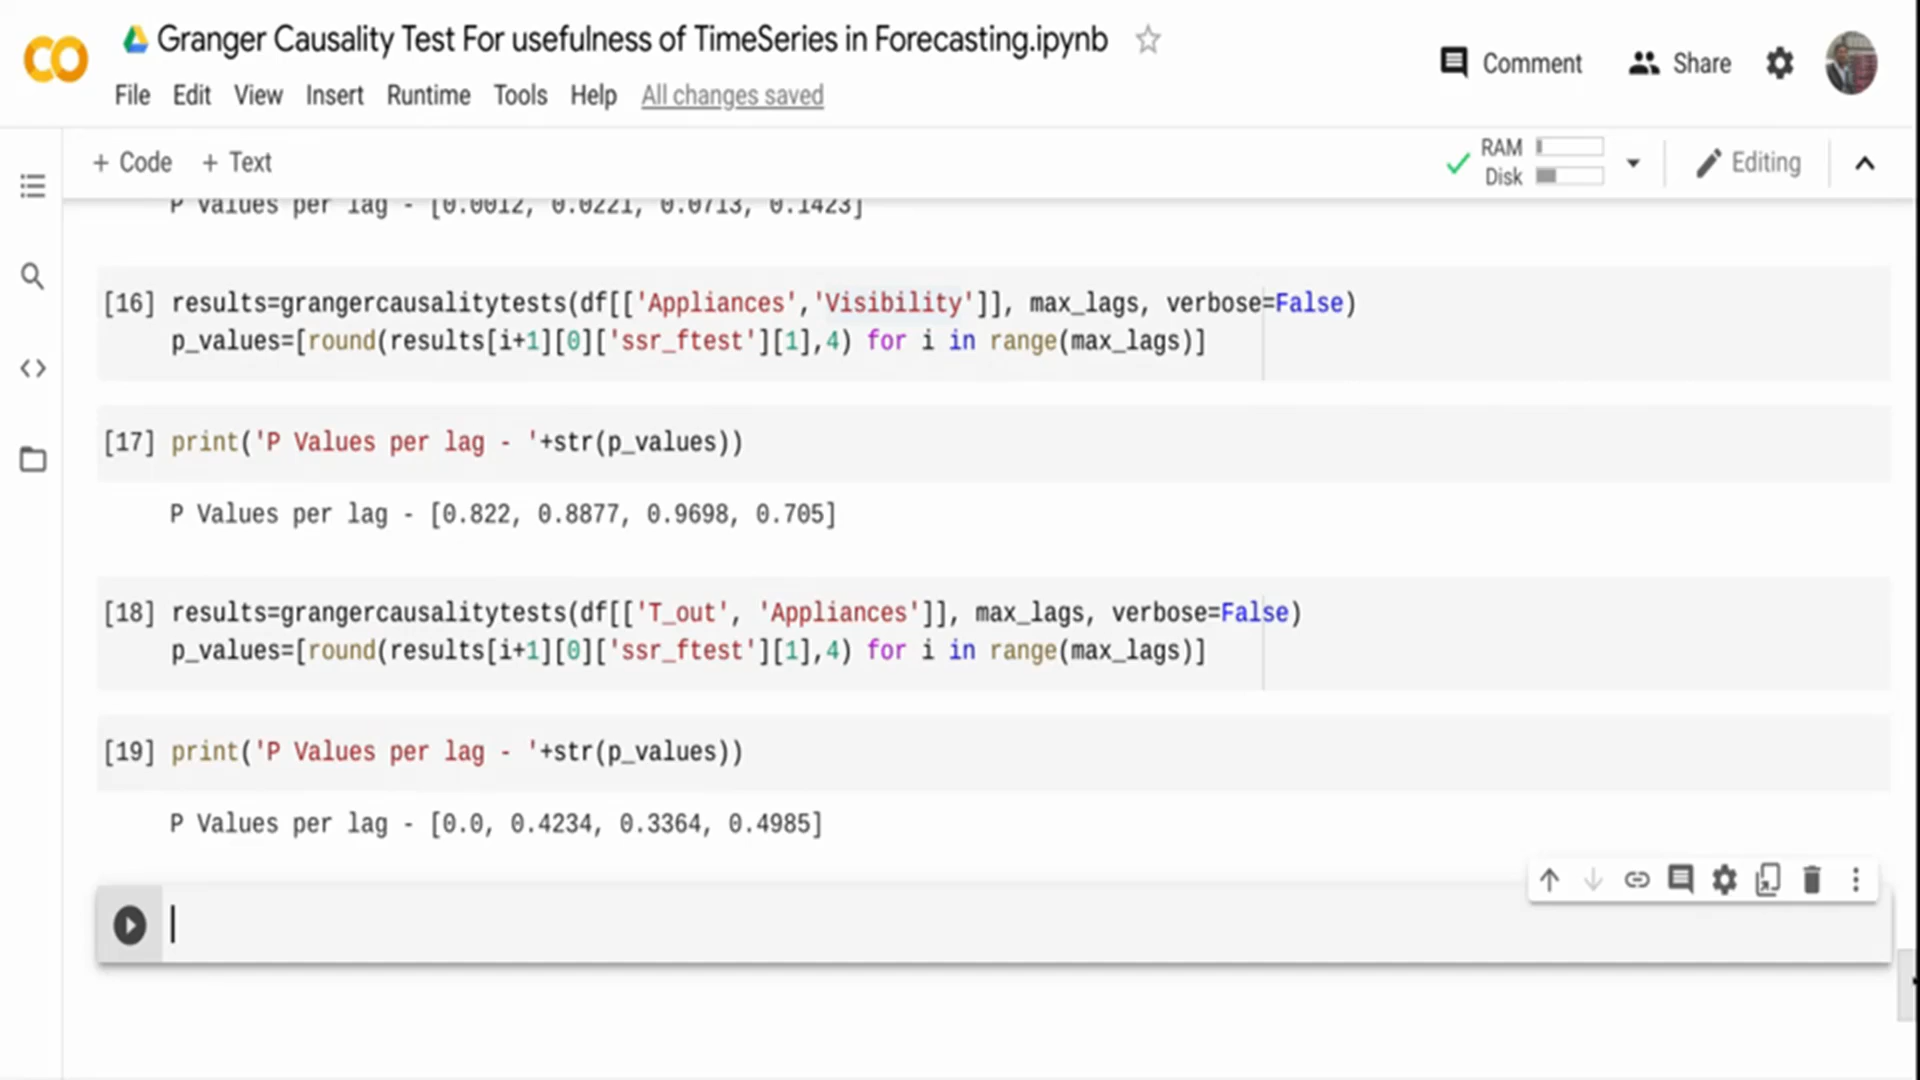 Granger Causality Test For usefulness of TimeSeries in Forecasting.ipynb
Comment
Share
File Edit View Insert Runtime Tools Help All changes saved
+ Code + Text
RAM
Disk
Editing
P Values per lag - [0.0012, 0.0221, 0.0713, 0.1423]
[16] results=grangercausalitytests(df[['Appliances','Visibility']], max_lags, verbose=False)
p_values=[round(results[i+1][0]['ssr_ftest'][1],4) for i in range(max_lags)]
[17] print('P Values per lag - '+str(p_values))
P Values per lag - [0.822, 0.8877, 0.9698, 0.705]
[18] results=grangercausalitytests(df[['T_out', 'Appliances']], max_lags, verbose=False)
p_values=[round(results[i+1][0]['ssr_ftest'][1],4) for i in range(max_lags)]
[19] print('P Values per lag - '+str(p_values))
P Values per lag - [0.0, 0.4234, 0.3364, 0.4985]